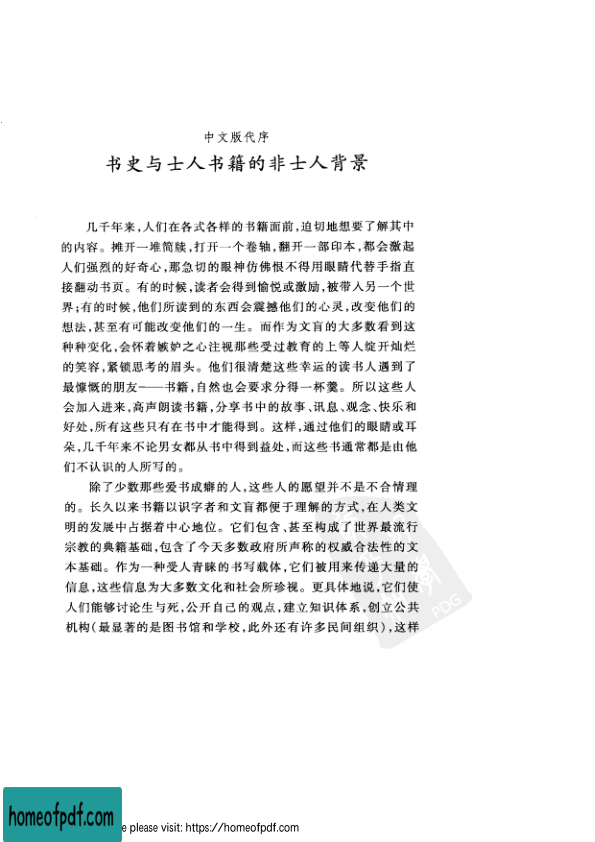 中文版代序
书史与士人书籍的非士人背景
几千年来,人们在各式各样的书籍面前,迫切地想要了解其中
的内容。摊开一堆简牍,打开一个卷轴,翻开一部印本,都会激起
人们强烈的好奇心,那急切的眼神仿佛恨不得用眼睛代替手指直
接翻动书页。有的时候,读者会得到愉悦或激励,被带入另一个世
界;有的时候,他们所读到的东西会震撼他们的心灵,改变他们的
想法,甚至有可能改变他们的一生。而作为文盲的大多数看到这
种种变化,会怀着嫉妒之心注视那些受过教育的上等人绽开灿烂
的笑容,紧锁思考的眉头。他们很清楚这些幸运的读书人遇到了
最慷慨的朋友——书籍,自然也会要求分得一杯羹。所以这些人
会加入进来,高声朗读书籍,分享书中的故事、讯息、观念、快乐和
好处,所有这些只有在书中才能得到。这样,通过他们的眼睛或耳
朵,几千年来不论男女都从书中得到益处,而这些书通常都是由他
们不认识的人所写的。
除了少数那些爱书成癖的人,这些人的愿望并不是不合情理
的。长久以来书籍以识字者和文盲都便于理解的方式,在人类文
明的发展中占据着中心地位。它们包含、甚至构成了世界最流行
宗教的典籍基础,包含了今天多数政府所声称的权威合法性的文
本基础。作为一种受人青睐的书写载体,它们被用来传递大量的
信息,这些信息为大多数文化和社会所珍视。更具体地说,它们使
人们能够讨论生与死,公开自己的观点,建立知识体系,创立公共
机构(最显著的是图书馆和学校,此外还有许多民间组织),这样
PDG
homeofpdf.com
please visit: https://homeofpdf.com